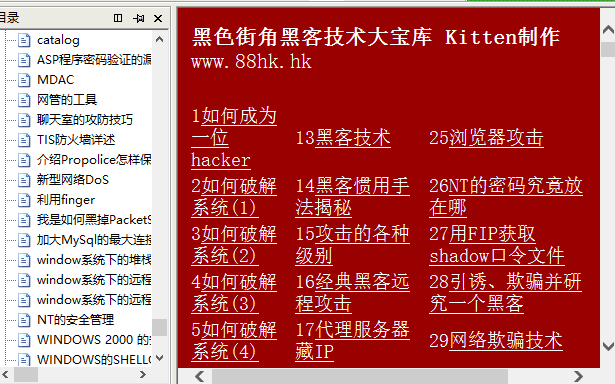 目录
catalog
ASP程序密码验证的漏
MDAC
网管的工具
聊天室的攻防技巧
TIS防火墙详述
介绍Propolice怎样保
新型网络DoS
利用finger
我是如何黑掉PacketS
加大MySql的最大连接
window系统下的堆栈
window系统下的远程
window系统下的远程
NT的安全管理
WINDOWS 2000 的
WINDOWS的SHELLC
黑色街角黑客技术大宝库 Kitten制作
www.88hk.hk
1如何成为
一位
hacker
13黑客技术
25浏览器攻击
2如何破解
系统(1)
14黑客惯用手
法揭秘
26NT的密码究竟放
在哪
3如何破解
系统(2)
15攻击的各种
级别
27用FIP获取
shadow口令文件
4如何破解
系统(3)
16经典黑客远
程攻击
28引诱、欺骗并研
究一个黑客
5如何破解
系统(4)
17代理服务器
藏IP
29网络欺骗技术